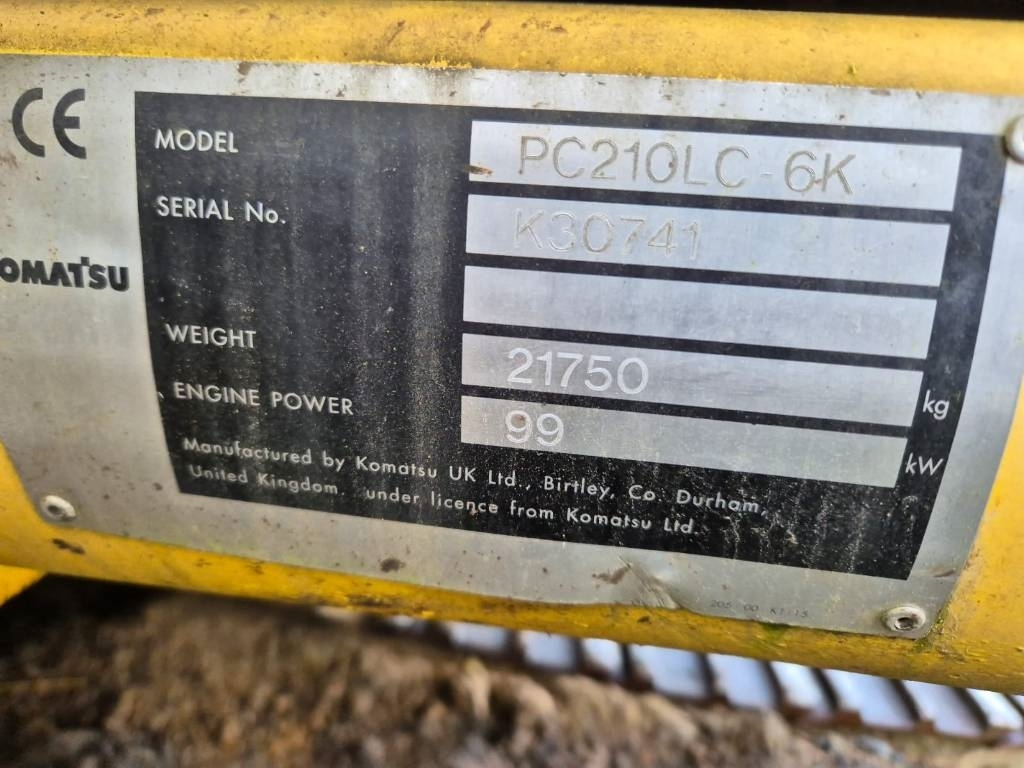 CE
MODEL PC210LC-6K
SERIAL No. K30741
OMATSU
WEIGHT 21750 kg
ENGINE POWER 99 kW
Manufactured by Komatsu UK Ltd., Birtley, Co. Durham,
United Kingdom under licence from Komatsu Ltd.